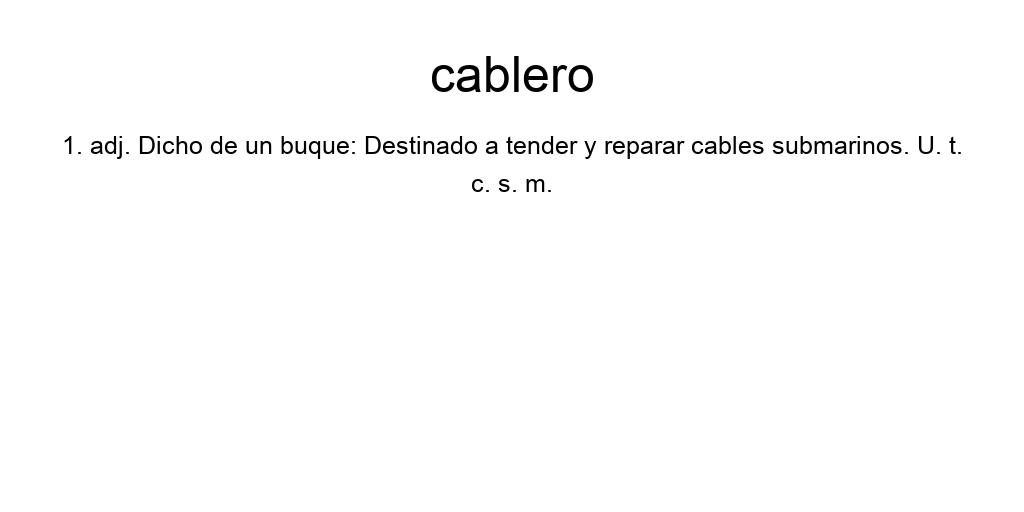 cablero
1. adj. Dicho de un buque: Destinado a tender y reparar cables submarinos. U. t.
c. s. m.